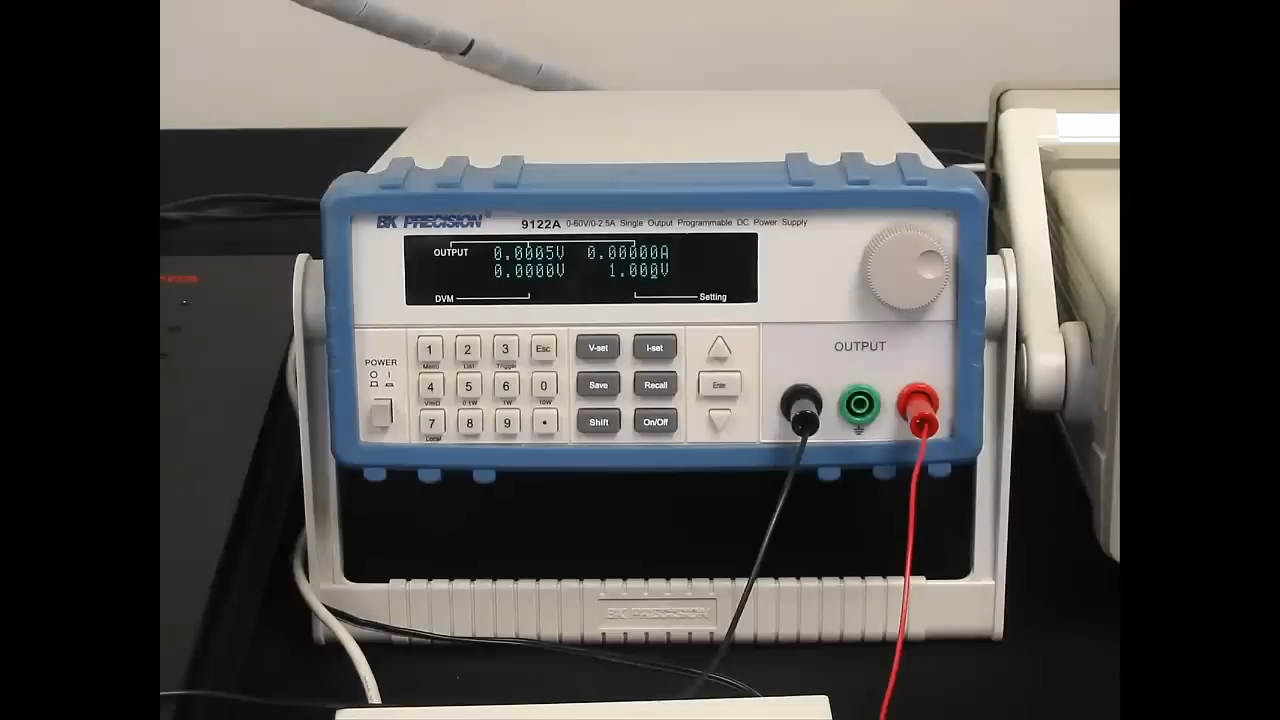 BK PRECISION®
9122A 0-60V/0-2.5A Single Output Programmable DC Power Supply
OUTPUT 0.0005V 0.00000A
0.0000V 1.000V
DVM Setting
POWER
OUTPUT
1 2 3 Esc V-set I-set
Menu List Trigger
4 5 6 0 Save Recall Enter
0.1W 1W 10W
7 8 9 . Shift On/Off
Local
BK PRECISION